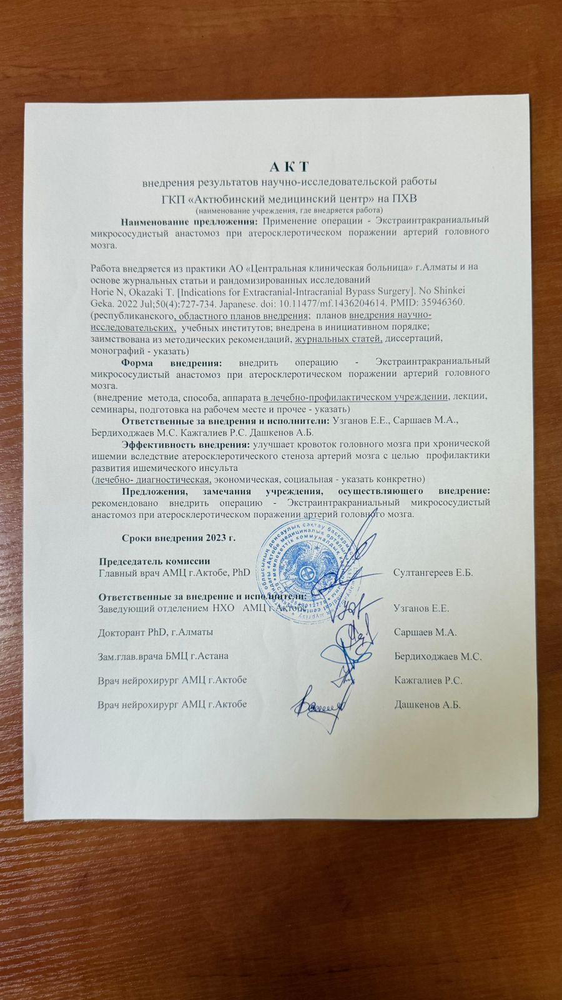 А К Т
внедрения результатов научно-исследовательской работы
ГКП «Актюбинский медицинский центр» на ПХВ
(наименование учреждения, где внедряется работа)
Наименование предложения: Применение операции - Экстраинтракраниальный
микрососудистый анастомоз при атеросклеротическом поражении артерий головного
мозга.
Работа внедряется из практики АО «Центральная клиническая больница» г.Алматы и на
основе журнальных статьи и рандомизированных исследований
Horie N, Okazaki T. [Indications for Extracranial-Intracranial Bypass Surgery]. No Shinkei
Geka. 2022 Jul;50(4):727-734. Japanese. doi: 10.11477/mf.1436204614. PMID: 35946360.
(республиканского, областного планов внедрения; планов внедрения научно-
исследовательских, учебных институтов; внедрена в инициативном порядке;
заимствована из методических рекомендаций, журнальных статей, диссертаций,
монографий - указать)
Форма внедрения: внедрить операцию - Экстраинтракраниальный
микрососудистый анастомоз при атеросклеротическом поражении артерий головного
мозга.
(внедрение метода, способа, аппарата в лечебно-профилактическом учреждении, лекции,
семинары, подготовка на рабочем месте и прочее - указать)
Ответственные за внедрения и исполнители: Узганов Е.Е., Саршаев М.А.,
Бердиходжаев М.С. Кажгалиев Р.С. Дашкенов А.Б.
Эффективность внедрения: улучшает кровоток головного мозга при хронической
ишемии вследствие атеросклеротического стеноза артерий мозга с целью профилактики
развития ишемического инсульта
(лечебно- диагностическая, экономическая, социальная - указать конкретно)
Предложения, замечания учреждения, осуществляющего внедрение:
рекомендовано внедрить операцию - Экстраинтракраниальный микрососудистый
анастомоз при атеросклеротическом поражении артерий головного мозга.
Сроки внедрения 2023 г.
Председатель комиссии
Главный врач АМЦ г.Актобе, PhD Султангереев Е.Б.
Ответственные за внедрение и исполнители:
Заведующий отделением НХО АМЦ г.Актобе Узганов Е.Е.
Докторант PhD, г.Алматы Саршаев М.А.
Зам.глав.врача БМЦ г.Астана Бердиходжаев М.С.
Врач нейрохирург АМЦ г.Актобе Кажгалиев Р.С.
Врач нейрохирург АМЦ г.Актобе Дашкенов А.Б.